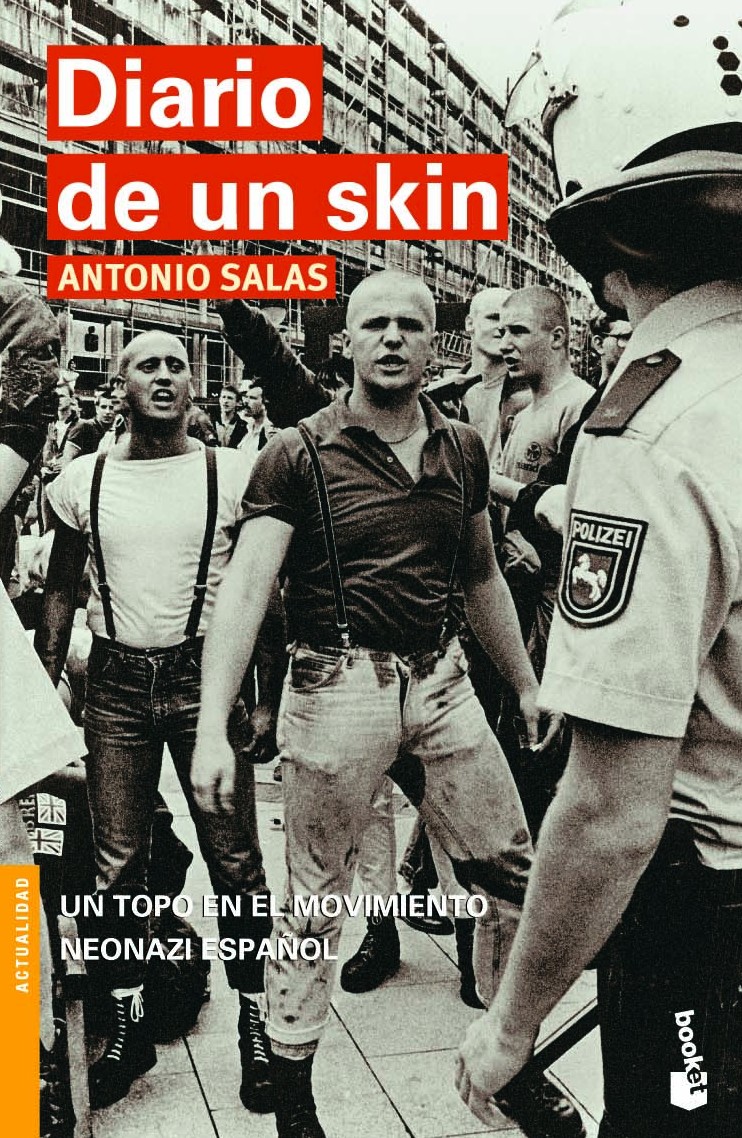 Diario
de un skin
ANTONIO SALAS
POLIZEI
UN TOPO EN EL MOVIMIENTO
NEONAZI ESPAÑOL
ACTUALIDAD
booket